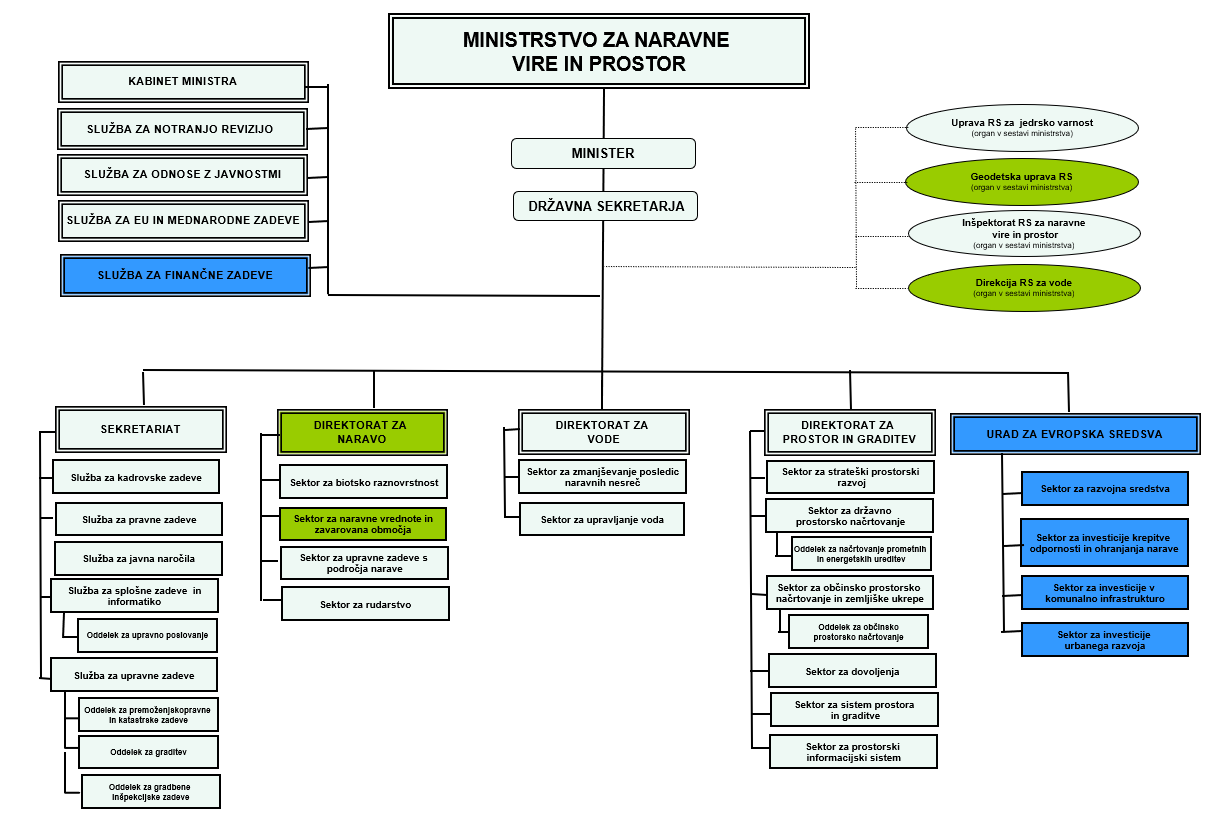 MINISTRSTVO ZA NARAVNE
VIRE IN PROSTOR
KABINET MINISTRA
SLUŽBA ZA NOTRANJO REVIZIJO
SLUŽBA ZA ODNOSE Z JAVNOSTMI
SLUŽBA ZA EU IN MEDNARODNE ZADEVE
SLUŽBA ZA FINANČNE ZADEVE
MINISTER
DRŽAVNA SEKRETARJA
Uprava RS za jedrsko varnost
(organ v sestavi ministrstva)
Geodetska uprava RS
(organ v sestavi ministrstva)
Inšpektorat RS za naravne
vire in prostor
(organ v sestavi ministrstva)
Direkcija RS za vode
(organ v sestavi ministrstva)
SEKRETARIAT
Služba za kadrovske zadeve
Služba za pravne zadeve
Služba za javna naročila
Služba za splošne zadeve in
informatiko
Oddelek za upravno poslovanje
Služba za upravne zadeve
Oddelek za premoženjskopravne
in katastrske zadeve
Oddelek za graditev
Oddelek za gradbene
inšpekcijske zadeve
DIREKTORAT ZA
NARAVO
Sektor za biotsko raznovrstnost
Sektor za naravne vrednote in
zavarovana območja
Sektor za upravne zadeve s
področja narave
Sektor za rudarstvo
DIREKTORAT ZA
VODE
Sektor za zmanjševanje posledic
naravnih nesreč
Sektor za upravljanje voda
DIREKTORAT ZA
PROSTOR IN GRADITEV
Sektor za strateški prostorski
razvoj
Sektor za državno
prostorsko načrtovanje
Oddelek za načrtovanje prometnih
in energetskih ureditev
Sektor za občinsko prostorsko
načrtovanje in zemljiške ukrepe
Oddelek za občinsko
prostorsko načrtovanje
Sektor za dovoljenja
Sektor za sistem prostora
in graditve
Sektor za prostorski
informacijski sistem
URAD ZA EVROPSKA SREDSVA
Sektor za razvojna sredstva
Sektor za investicije krepitve
odpornosti in ohranjanja narave
Sektor za investicije v
komunalno infrastrukturo
Sektor za investicije
urbanega razvoja